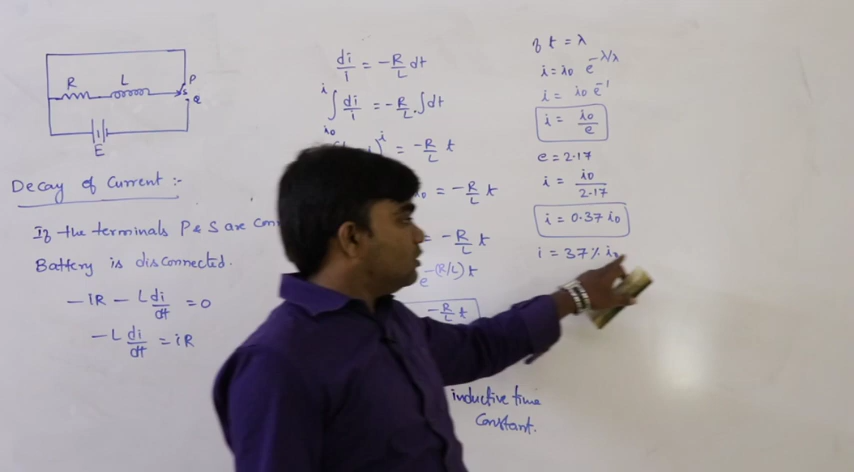 R L P
S
Q
E
Decay of Current :-
If the terminals P & S are con
Battery is disconnected.
-iR - L di/dt = 0
-L di/dt = iR
di/i = -R/L dt
∫ di/i = -R/L . ∫dt
i
i₀
i = -R/L t
i₀ = -R/L t
= -R/L t
e -(R/L)t
-R/L t
inductive time
Constant.
If t = λ
i = i₀ e -λ/λ
i = i₀ e -1
i = i₀/e
e = 2.17
i = i₀/2.17
i = 0.37 i₀
i = 37% i₀